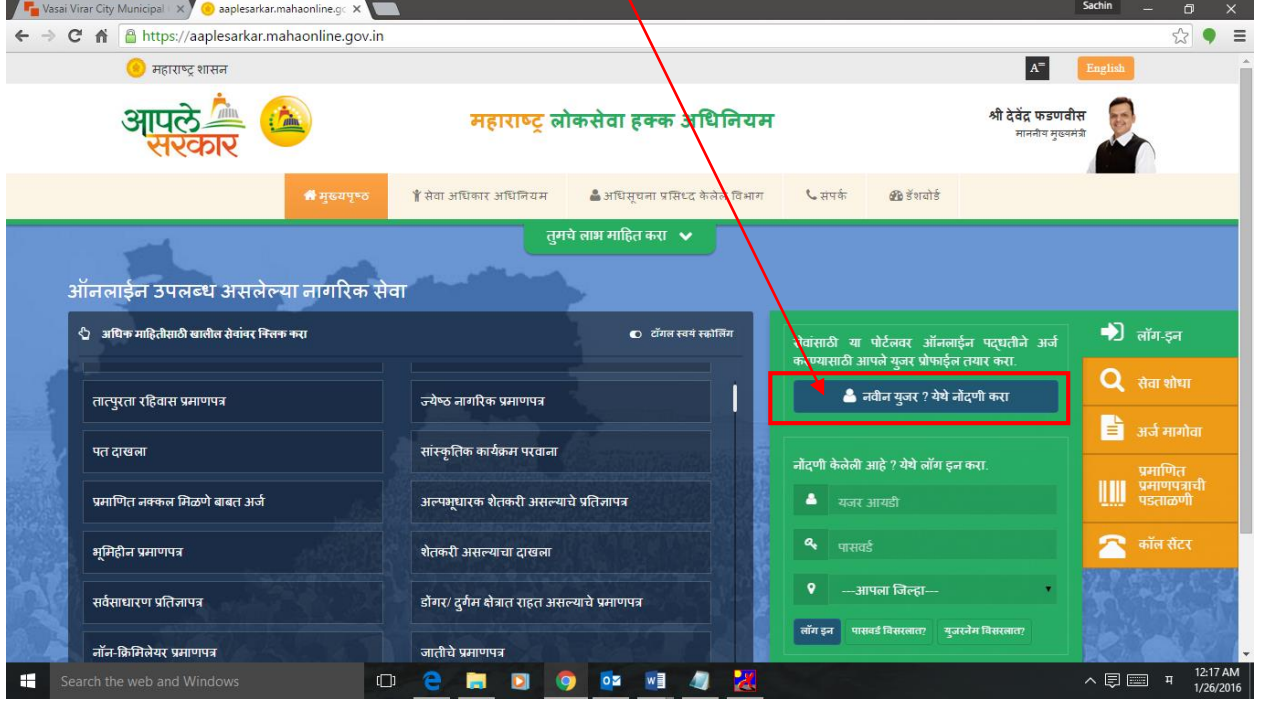 Vasai Virar City Municipal
aaplesarkar.mahaonline.gc
Sachin
https://aaplesarkar.mahaonline.gov.in
महाराष्ट्र शासन
A=
English
आपले सरकार
महाराष्ट्र लोकसेवा हक्क अधिनियम
श्री देवेंद्र फडणवीस
माननीय मुख्यमंत्री
मुख्यपृष्ठ
सेवा अधिकार अधिनियम
अधिसूचना प्रसिध्द केलेले विभाग
संपर्क
डॅशबोर्ड
तुमचे लाभ माहित करा
ऑनलाईन उपलब्ध असलेल्या नागरिक सेवा
अधिक माहितीसाठी खालील सेवांवर क्लिक करा
टॉगल स्वयं स्क्रोलिंग
तात्पुरता रहिवास प्रमाणपत्र
ज्येष्ठ नागरिक प्रमाणपत्र
पत दाखला
सांस्कृतिक कार्यक्रम परवाना
प्रमाणित नक्कल मिळणे बाबत अर्ज
अल्पभूधारक शेतकरी असल्याचे प्रतिज्ञापत्र
भूमिहीन प्रमाणपत्र
शेतकरी असल्याचा दाखला
सर्वसाधारण प्रतिज्ञापत्र
डोंगर/ दुर्गम क्षेत्रात राहत असल्याचे प्रमाणपत्र
नॉन-क्रिमिलेयर प्रमाणपत्र
जातीचे प्रमाणपत्र
सेवांसाठी या पोर्टलवर ऑनलाईन पद्घतीने अर्ज
करण्यासाठी आपले युजर प्रोफाईल तयार करा.
नवीन युजर ? येथे नोंदणी करा
नोंदणी केलेली आहे ? येथे लॉग इन करा.
यजर आयडी
पासवर्ड
---आपला जिल्हा---
लॉग इन
पासवर्ड विसरलात?
युजरनेम विसरलात?
लॉग-इन
सेवा शोधा
अर्ज मागोवा
प्रमाणित
प्रमाणपत्राची
पडताळणी
कॉल सेंटर
Search the web and Windows
म
12:17 AM
1/26/2016